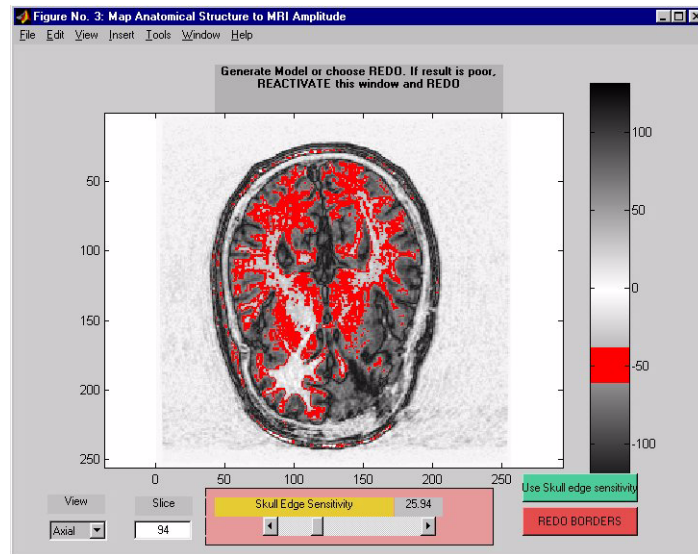 Figure No. 3: Map Anatomical Structure to MRI Amplitude
File Edit View Insert Tools Window Help
Generate Model or choose REDO. If result is poor,
REACTIVATE this window and REDO
50
100
150
200
250
0 50 100 150 200 250
100
50
0
-50
-100
View
Axial
Slice
94
Skull Edge Sensitivity 25.94
Use Skull edge sensitivity
REDO BORDERS